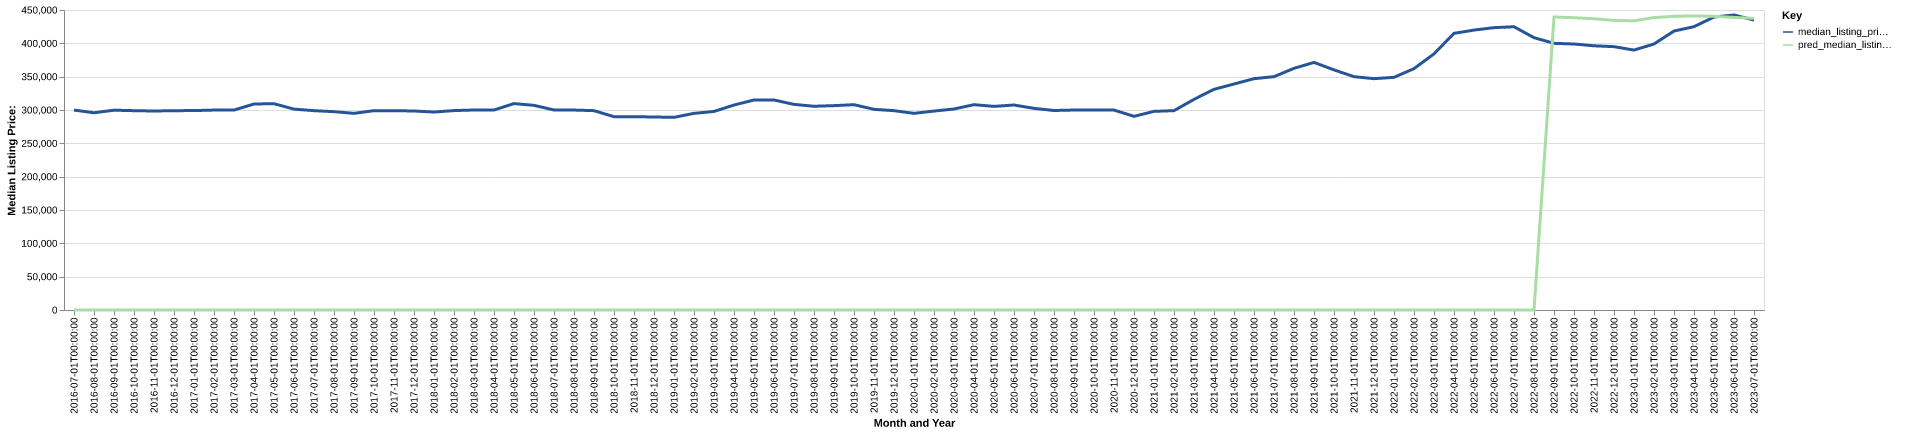 450,000
400,000
350,000
300,000
250,000
200,000
150,000
100,000
50,000
0
Median Listing Price:
2016-07-01T00:00:00
2016-08-01T00:00:00
2016-09-01T00:00:00
2016-10-01T00:00:00
2016-11-01T00:00:00
2016-12-01T00:00:00
2017-01-01T00:00:00
2017-02-01T00:00:00
2017-03-01T00:00:00
2017-04-01T00:00:00
2017-05-01T00:00:00
2017-06-01T00:00:00
2017-07-01T00:00:00
2017-08-01T00:00:00
2017-09-01T00:00:00
2017-10-01T00:00:00
2017-11-01T00:00:00
2017-12-01T00:00:00
2018-01-01T00:00:00
2018-02-01T00:00:00
2018-03-01T00:00:00
2018-04-01T00:00:00
2018-05-01T00:00:00
2018-06-01T00:00:00
2018-07-01T00:00:00
2018-08-01T00:00:00
2018-09-01T00:00:00
2018-10-01T00:00:00
2018-11-01T00:00:00
2018-12-01T00:00:00
2019-01-01T00:00:00
2019-02-01T00:00:00
2019-03-01T00:00:00
2019-04-01T00:00:00
2019-05-01T00:00:00
2019-06-01T00:00:00
2019-07-01T00:00:00
2019-08-01T00:00:00
2019-09-01T00:00:00
2019-10-01T00:00:00
2019-11-01T00:00:00
2019-12-01T00:00:00
2020-01-01T00:00:00
2020-02-01T00:00:00
2020-03-01T00:00:00
2020-04-01T00:00:00
2020-05-01T00:00:00
2020-06-01T00:00:00
2020-07-01T00:00:00
2020-08-01T00:00:00
2020-09-01T00:00:00
2020-10-01T00:00:00
2020-11-01T00:00:00
2020-12-01T00:00:00
2021-01-01T00:00:00
2021-02-01T00:00:00
2021-03-01T00:00:00
2021-04-01T00:00:00
2021-05-01T00:00:00
2021-06-01T00:00:00
2021-07-01T00:00:00
2021-08-01T00:00:00
2021-09-01T00:00:00
2021-10-01T00:00:00
2021-11-01T00:00:00
2021-12-01T00:00:00
2022-01-01T00:00:00
2022-02-01T00:00:00
2022-03-01T00:00:00
2022-04-01T00:00:00
2022-05-01T00:00:00
2022-06-01T00:00:00
2022-07-01T00:00:00
2022-08-01T00:00:00
2022-09-01T00:00:00
2022-10-01T00:00:00
2022-11-01T00:00:00
2022-12-01T00:00:00
2023-01-01T00:00:00
2023-02-01T00:00:00
2023-03-01T00:00:00
2023-04-01T00:00:00
2023-05-01T00:00:00
2023-06-01T00:00:00
2023-07-01T00:00:00
Month and Year
Key
median_listing_pri…
pred_median_listin…